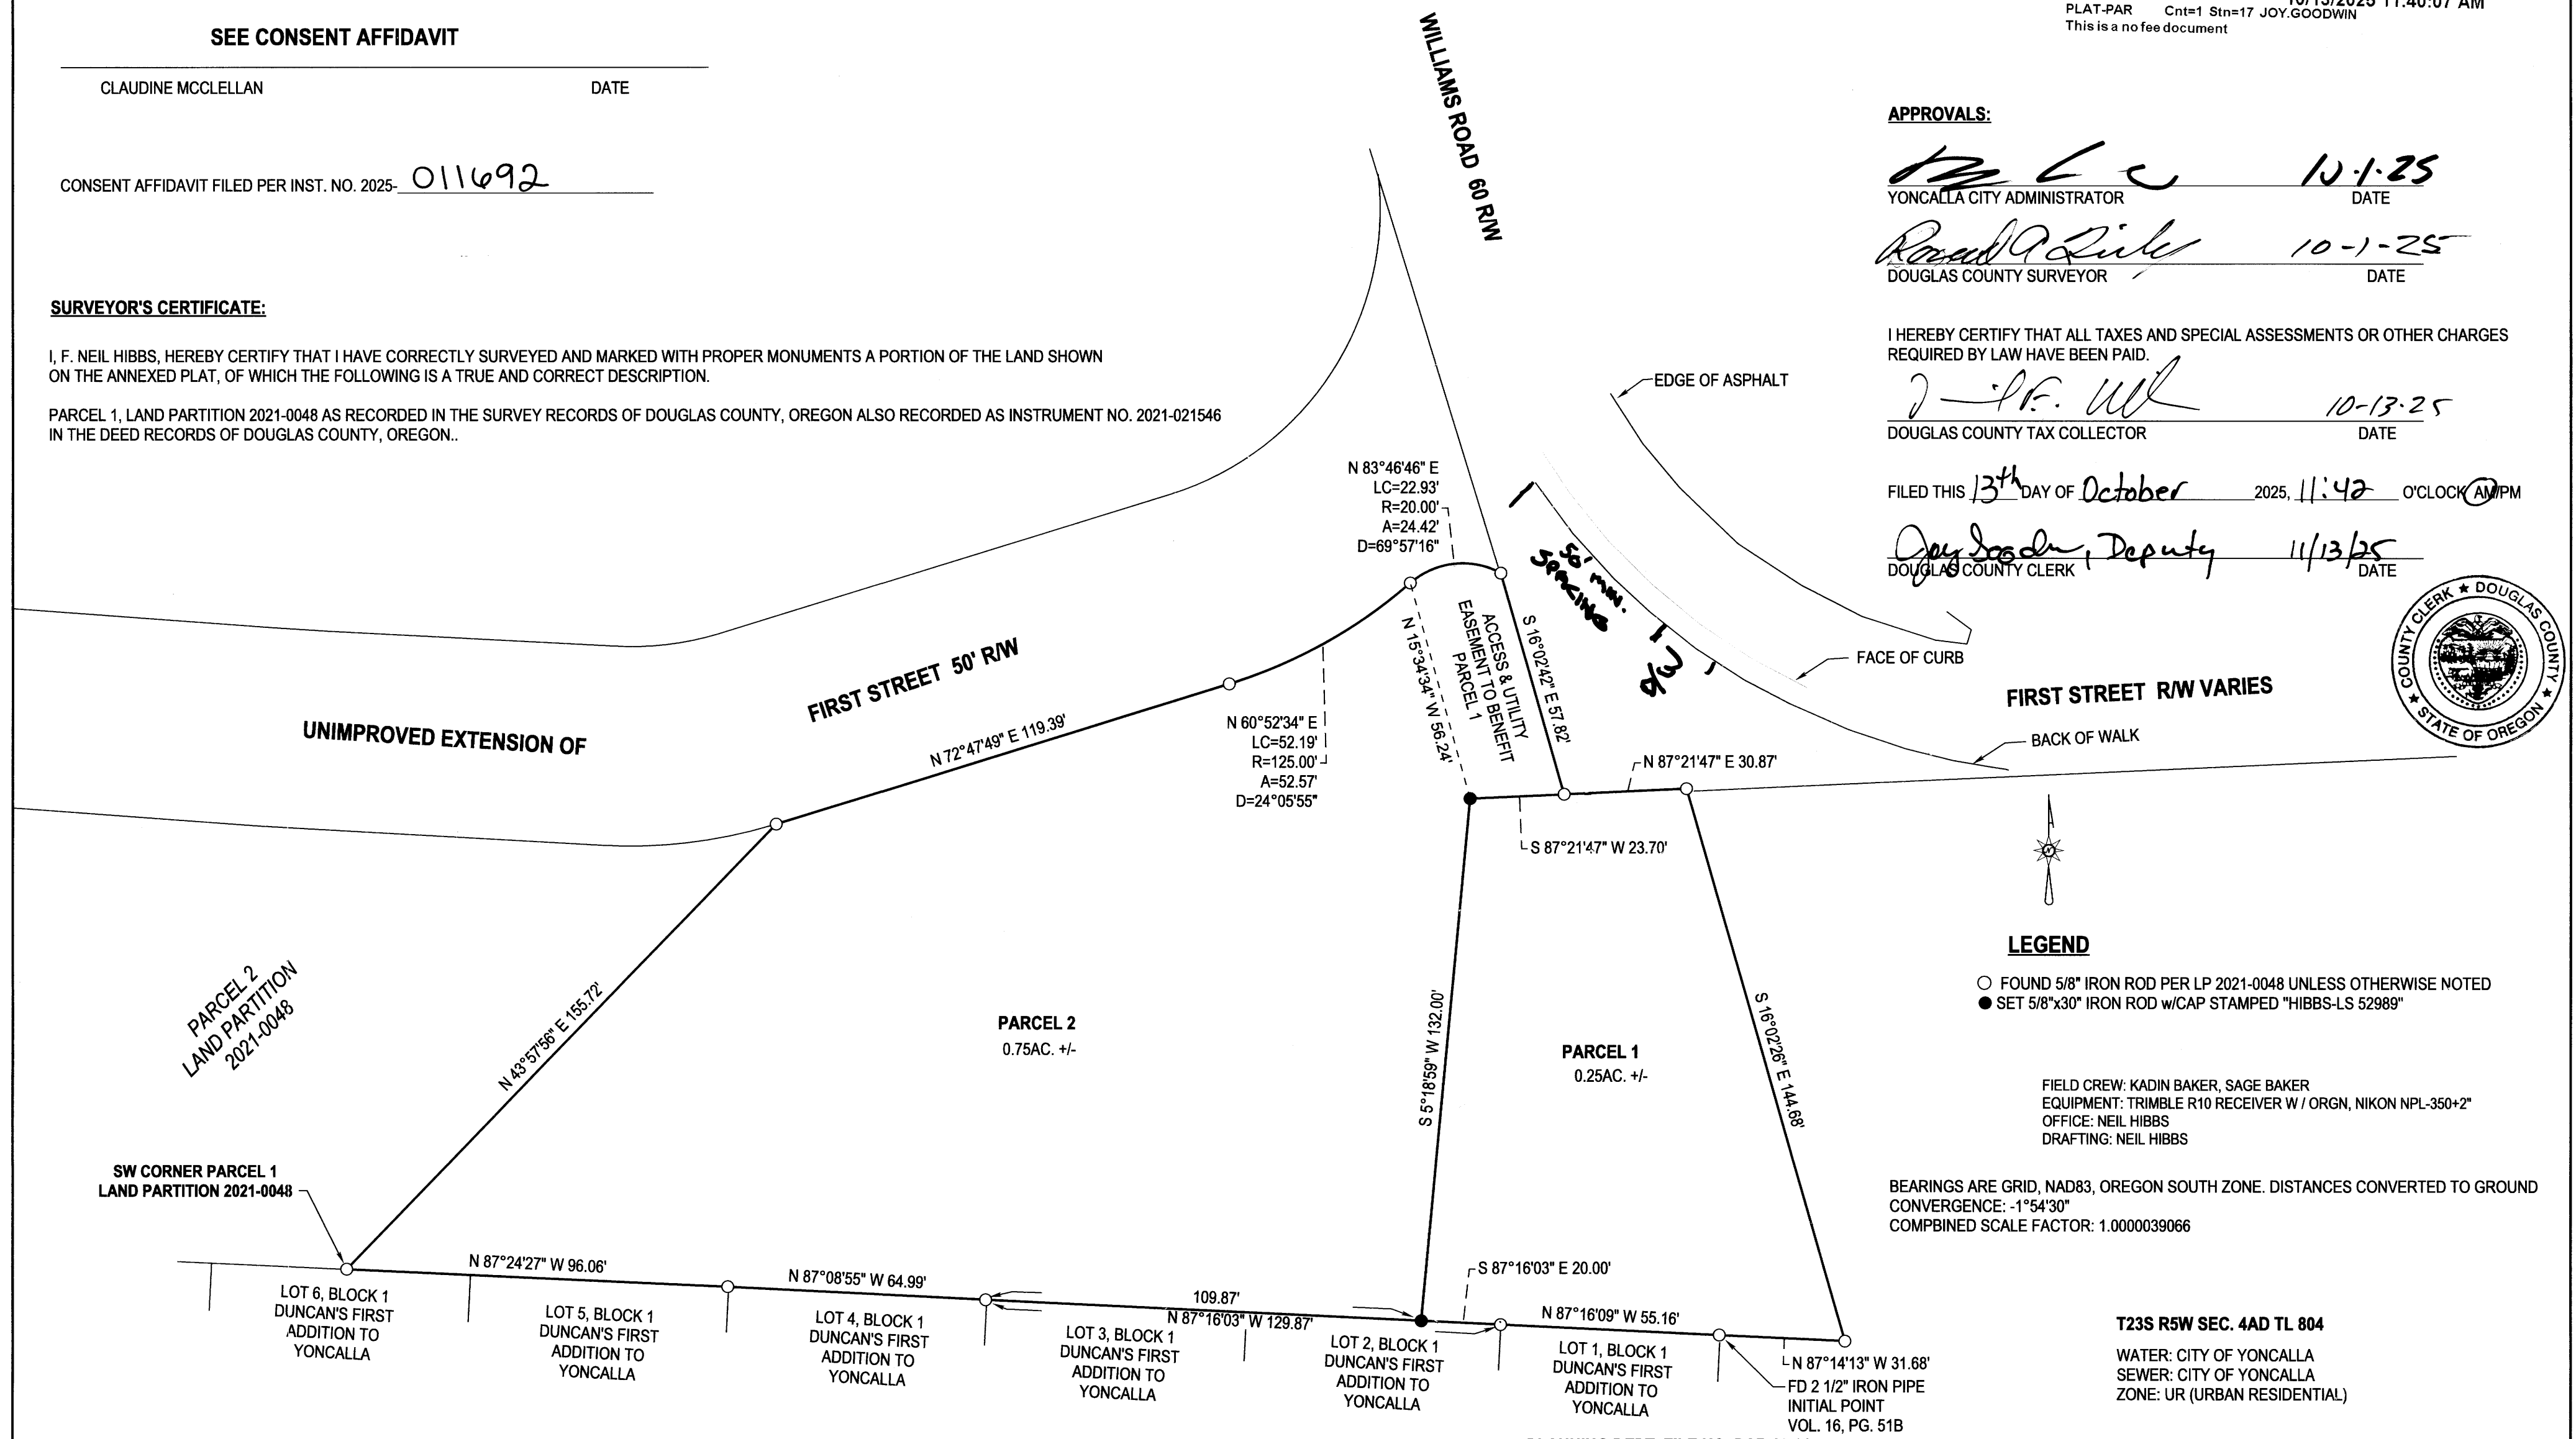 10/13/2025 11:40:07 AM
PLAT-PAR Cnt=1 Stn=17 JOY.GOODWIN
This is a no fee document
SEE CONSENT AFFIDAVIT
CLAUDINE MCCLELLAN DATE
CONSENT AFFIDAVIT FILED PER INST. NO. 2025- 011692
SURVEYOR'S CERTIFICATE:
I, F. NEIL HIBBS, HEREBY CERTIFY THAT I HAVE CORRECTLY SURVEYED AND MARKED WITH PROPER MONUMENTS A PORTION OF THE LAND SHOWN
ON THE ANNEXED PLAT, OF WHICH THE FOLLOWING IS A TRUE AND CORRECT DESCRIPTION.
PARCEL 1, LAND PARTITION 2021-0048 AS RECORDED IN THE SURVEY RECORDS OF DOUGLAS COUNTY, OREGON ALSO RECORDED AS INSTRUMENT NO. 2021-021546
IN THE DEED RECORDS OF DOUGLAS COUNTY, OREGON..
APPROVALS:
10-1-25
YONCALLA CITY ADMINISTRATOR DATE
10-1-25
DOUGLAS COUNTY SURVEYOR DATE
I HEREBY CERTIFY THAT ALL TAXES AND SPECIAL ASSESSMENTS OR OTHER CHARGES
REQUIRED BY LAW HAVE BEEN PAID.
10-13-25
DOUGLAS COUNTY TAX COLLECTOR DATE
FILED THIS 13th DAY OF October 2025, 11:42 O'CLOCK AM/PM
Deputy 11/13/25
DOUGLAS COUNTY CLERK DATE
COUNTY CLERK ★ DOUGLAS COUNTY ★ STATE OF OREGON ★
WILLIAMS ROAD 60 R/W
EDGE OF ASPHALT
FACE OF CURB
BACK OF WALK
FIRST STREET R/W VARIES
50' MIN.
SPACING
D/W
N 83°46'46" E
LC=22.93'
R=20.00'
A=24.42'
D=69°57'16"
ACCESS & UTILITY
EASEMENT TO BENEFIT
PARCEL 1
N 15°34'34" W 56.24'
S 16°02'42" E 57.82'
N 87°21'47" E 30.87'
S 87°21'47" W 23.70'
UNIMPROVED EXTENSION OF
FIRST STREET 50' R/W
N 72°47'49" E 119.39'
N 60°52'34" E
LC=52.19'
R=125.00'
A=52.57'
D=24°05'55"
PARCEL 2
LAND PARTITION
2021-0048
N 43°57'56" E 155.72'
PARCEL 2
0.75AC. +/-
S 5°18'59" W 132.00'
PARCEL 1
0.25AC. +/-
S 16°02'26" E 144.68'
SW CORNER PARCEL 1
LAND PARTITION 2021-0048
N 87°24'27" W 96.06'
N 87°08'55" W 64.99'
109.87'
N 87°16'03" W 129.87'
S 87°16'03" E 20.00'
N 87°16'09" W 55.16'
N 87°14'13" W 31.68'
FD 2 1/2" IRON PIPE
INITIAL POINT
VOL. 16, PG. 51B
LOT 6, BLOCK 1
DUNCAN'S FIRST
ADDITION TO
YONCALLA
LOT 5, BLOCK 1
DUNCAN'S FIRST
ADDITION TO
YONCALLA
LOT 4, BLOCK 1
DUNCAN'S FIRST
ADDITION TO
YONCALLA
LOT 3, BLOCK 1
DUNCAN'S FIRST
ADDITION TO
YONCALLA
LOT 2, BLOCK 1
DUNCAN'S FIRST
ADDITION TO
YONCALLA
LOT 1, BLOCK 1
DUNCAN'S FIRST
ADDITION TO
YONCALLA
LEGEND
FOUND 5/8" IRON ROD PER LP 2021-0048 UNLESS OTHERWISE NOTED
SET 5/8"x30" IRON ROD w/CAP STAMPED "HIBBS-LS 52989"
FIELD CREW: KADIN BAKER, SAGE BAKER
EQUIPMENT: TRIMBLE R10 RECEIVER W / ORGN, NIKON NPL-350+2"
OFFICE: NEIL HIBBS
DRAFTING: NEIL HIBBS
BEARINGS ARE GRID, NAD83, OREGON SOUTH ZONE. DISTANCES CONVERTED TO GROUND
CONVERGENCE: -1°54'30"
COMPBINED SCALE FACTOR: 1.0000039066
T23S R5W SEC. 4AD TL 804
WATER: CITY OF YONCALLA
SEWER: CITY OF YONCALLA
ZONE: UR (URBAN RESIDENTIAL)